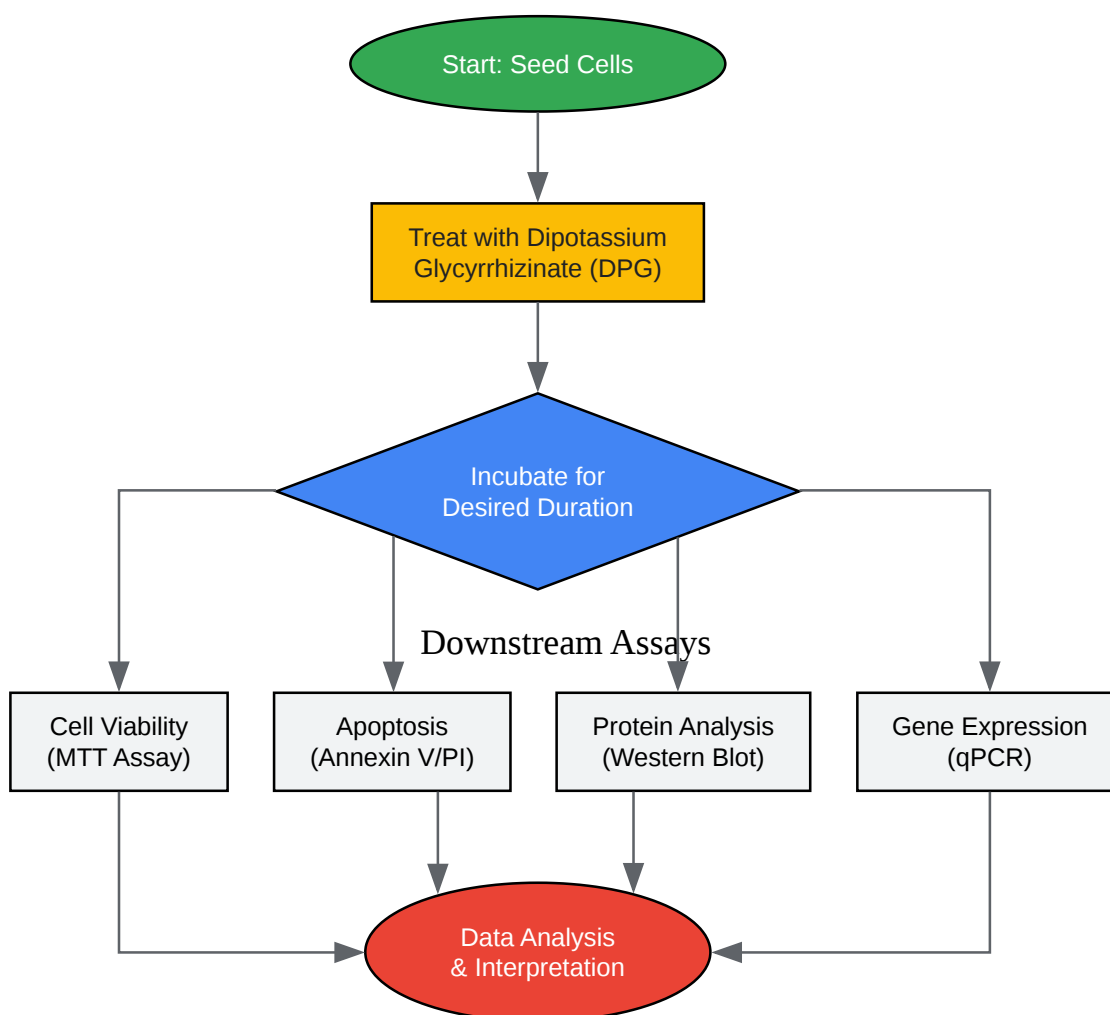 Start: Seed Cells
Treat with Dipotassium
Glycyrrhizinate (DPG)
Incubate for
Desired Duration
Downstream Assays
Cell Viability
(MTT Assay)
Apoptosis
(Annexin V/PI)
Protein Analysis
(Western Blot)
Gene Expression
(qPCR)
Data Analysis
& Interpretation